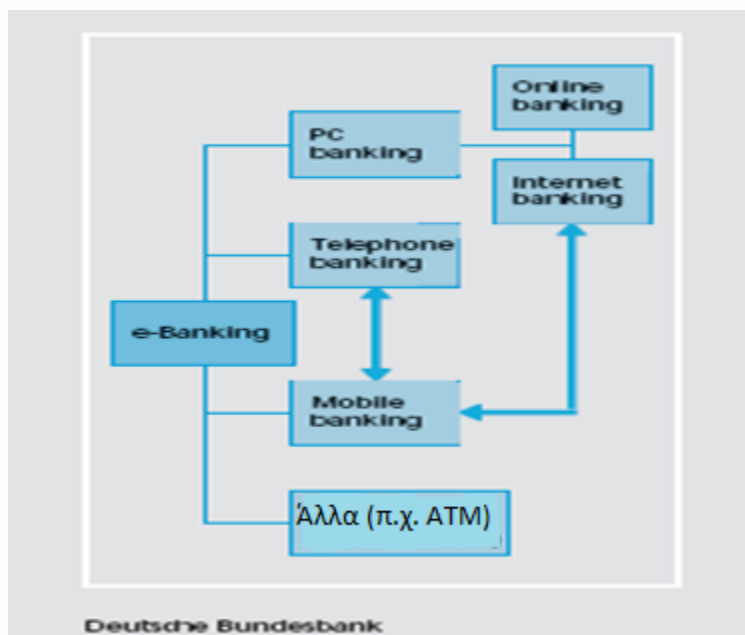 Online
banking
PC
banking
Internet
banking
Telephone
banking
e-Banking
Mobile
banking
Άλλα (π.χ. ATM)
Deutsche Bundesbank